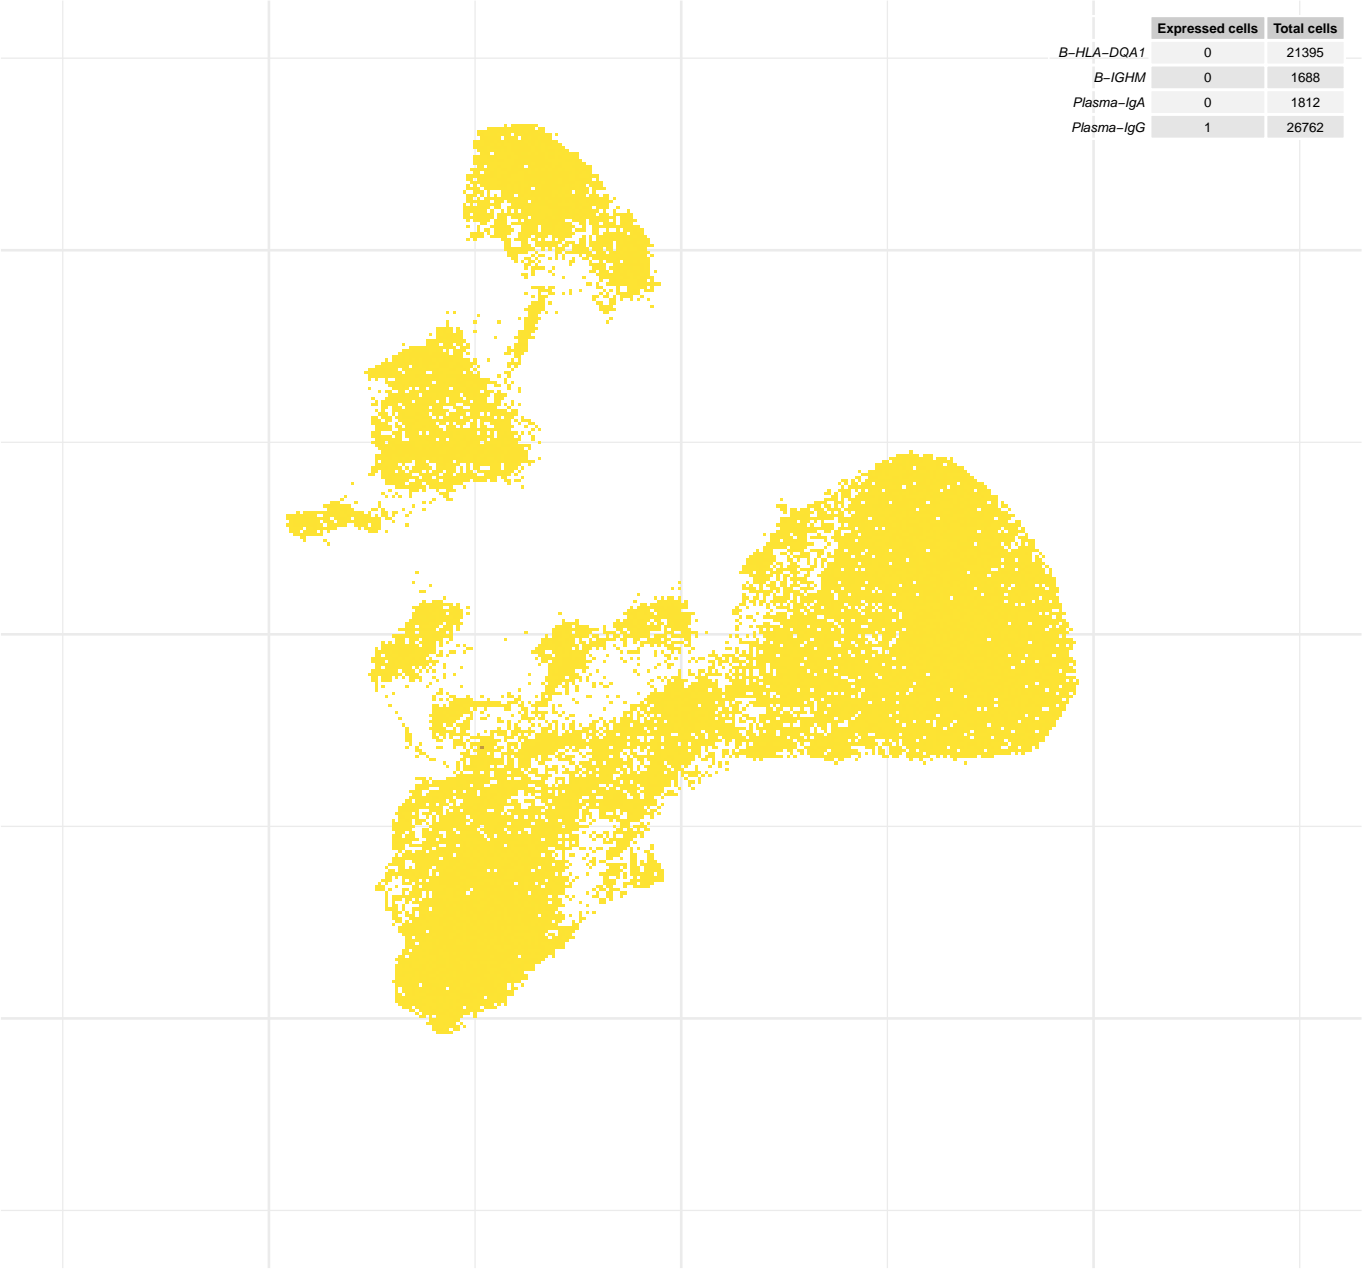 Expressed cells Total cells
B−HLA−DQA1 0 21395
B−IGHM 0 1688
Plasma−IgA 0 1812
Plasma−IgG 1 26762